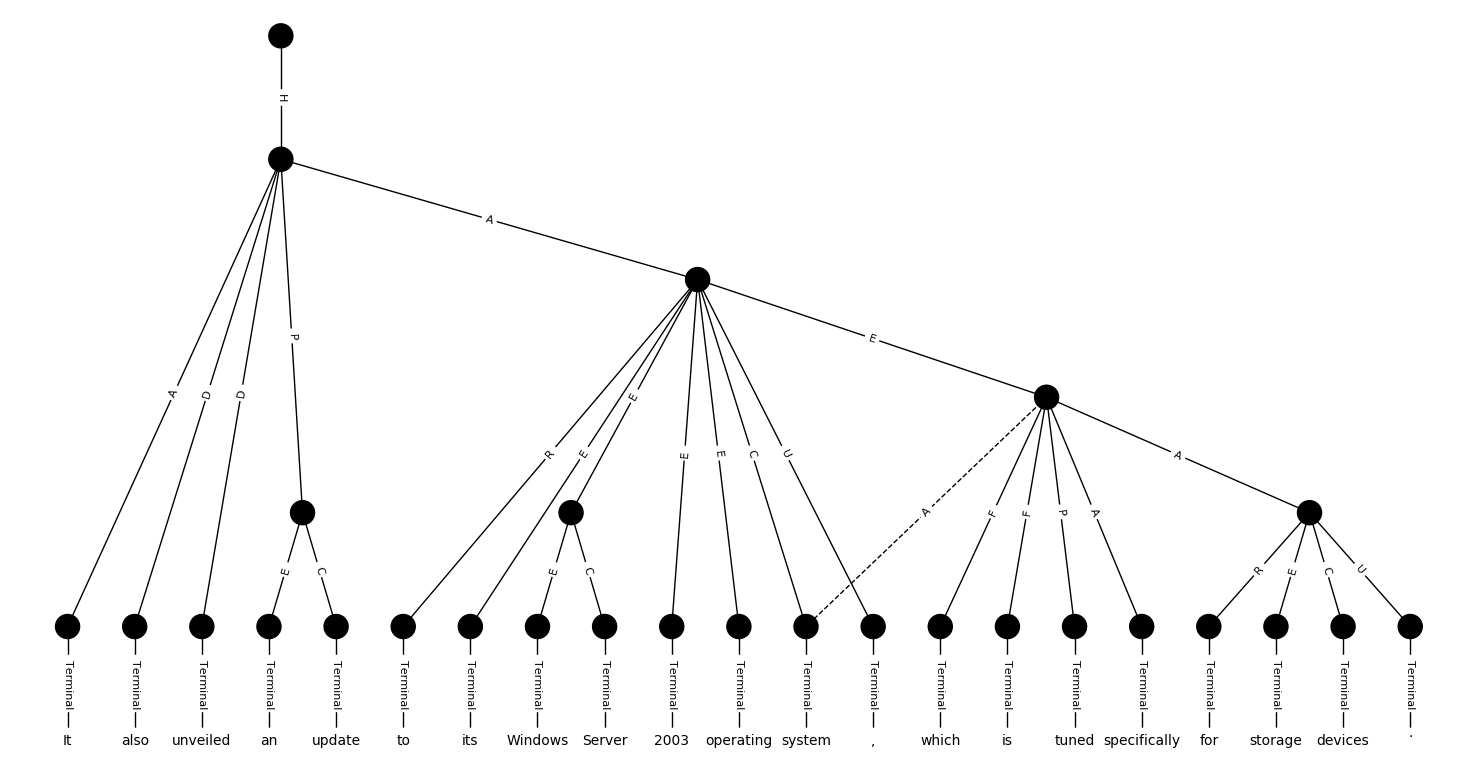 H
A
A D D P
R E E E E C U
E
A F F P A A
E C
E C
R E C U
Terminal Terminal Terminal Terminal Terminal Terminal Terminal Terminal Terminal Terminal Terminal Terminal Terminal Terminal Terminal Terminal Terminal Terminal Terminal Terminal Terminal
It also unveiled an update to its Windows Server 2003 operating system , which is tuned specifically for storage devices .